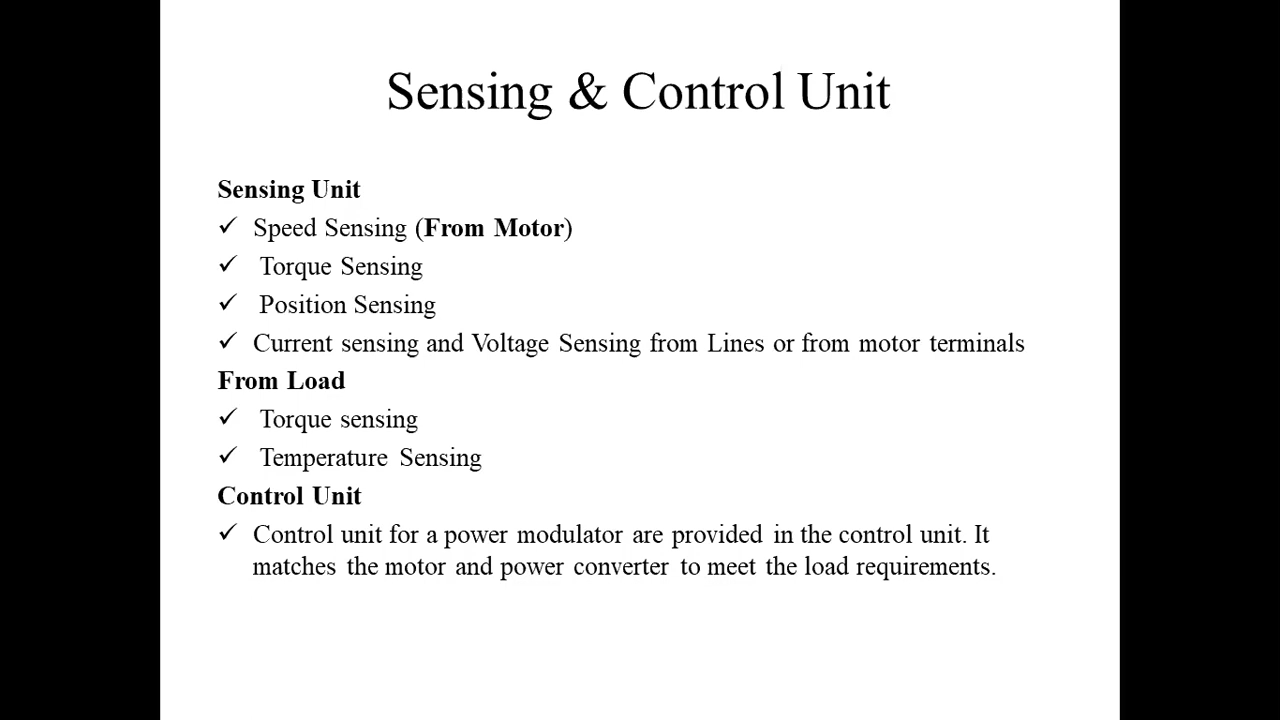 Sensing & Control Unit
Sensing Unit
✓ Speed Sensing (From Motor)
✓ Torque Sensing
✓ Position Sensing
✓ Current sensing and Voltage Sensing from Lines or from motor terminals
From Load
✓ Torque sensing
✓ Temperature Sensing
Control Unit
✓ Control unit for a power modulator are provided in the control unit. It
matches the motor and power converter to meet the load requirements.